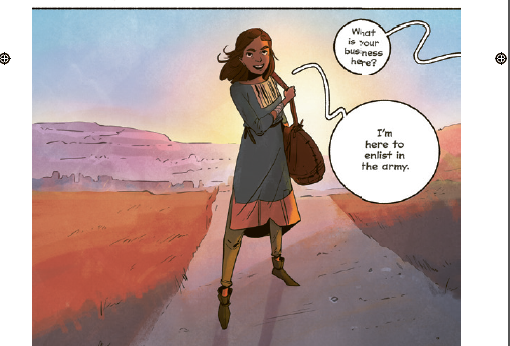 What
is your
business
here?
I'm
here to
enlist in
the army.